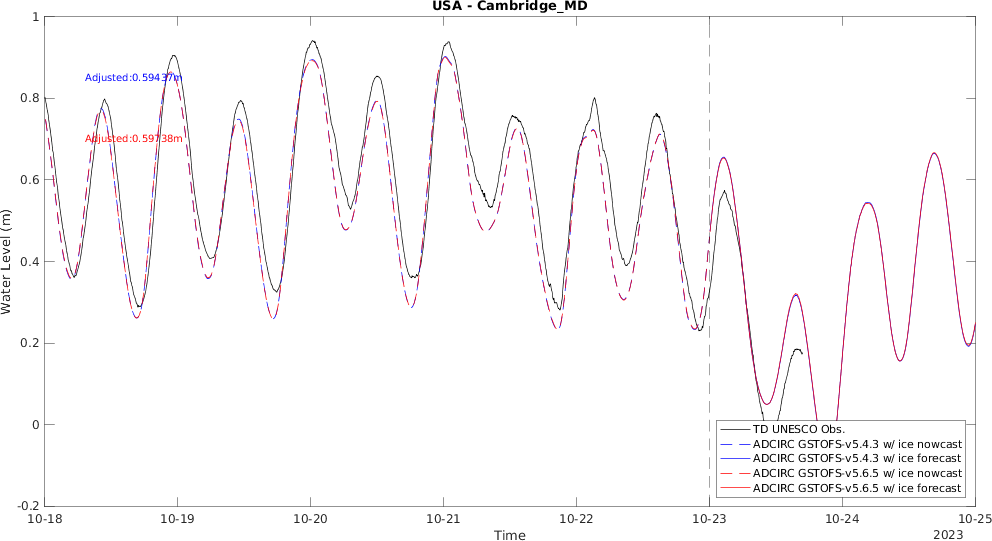 USA - Cambridge_MD
1
0.8
0.6
0.4
0.2
0
-0.2
Water Level (m)
Adjusted:0.59437m
Adjusted:0.59738m
TD UNESCO Obs.
ADCIRC GSTOFS-v5.4.3 w/ ice nowcast
ADCIRC GSTOFS-v5.4.3 w/ ice forecast
ADCIRC GSTOFS-v5.6.5 w/ ice nowcast
ADCIRC GSTOFS-v5.6.5 w/ ice forecast
10-18 10-19 10-20 10-21 10-22 10-23 10-24 10-25
Time
2023